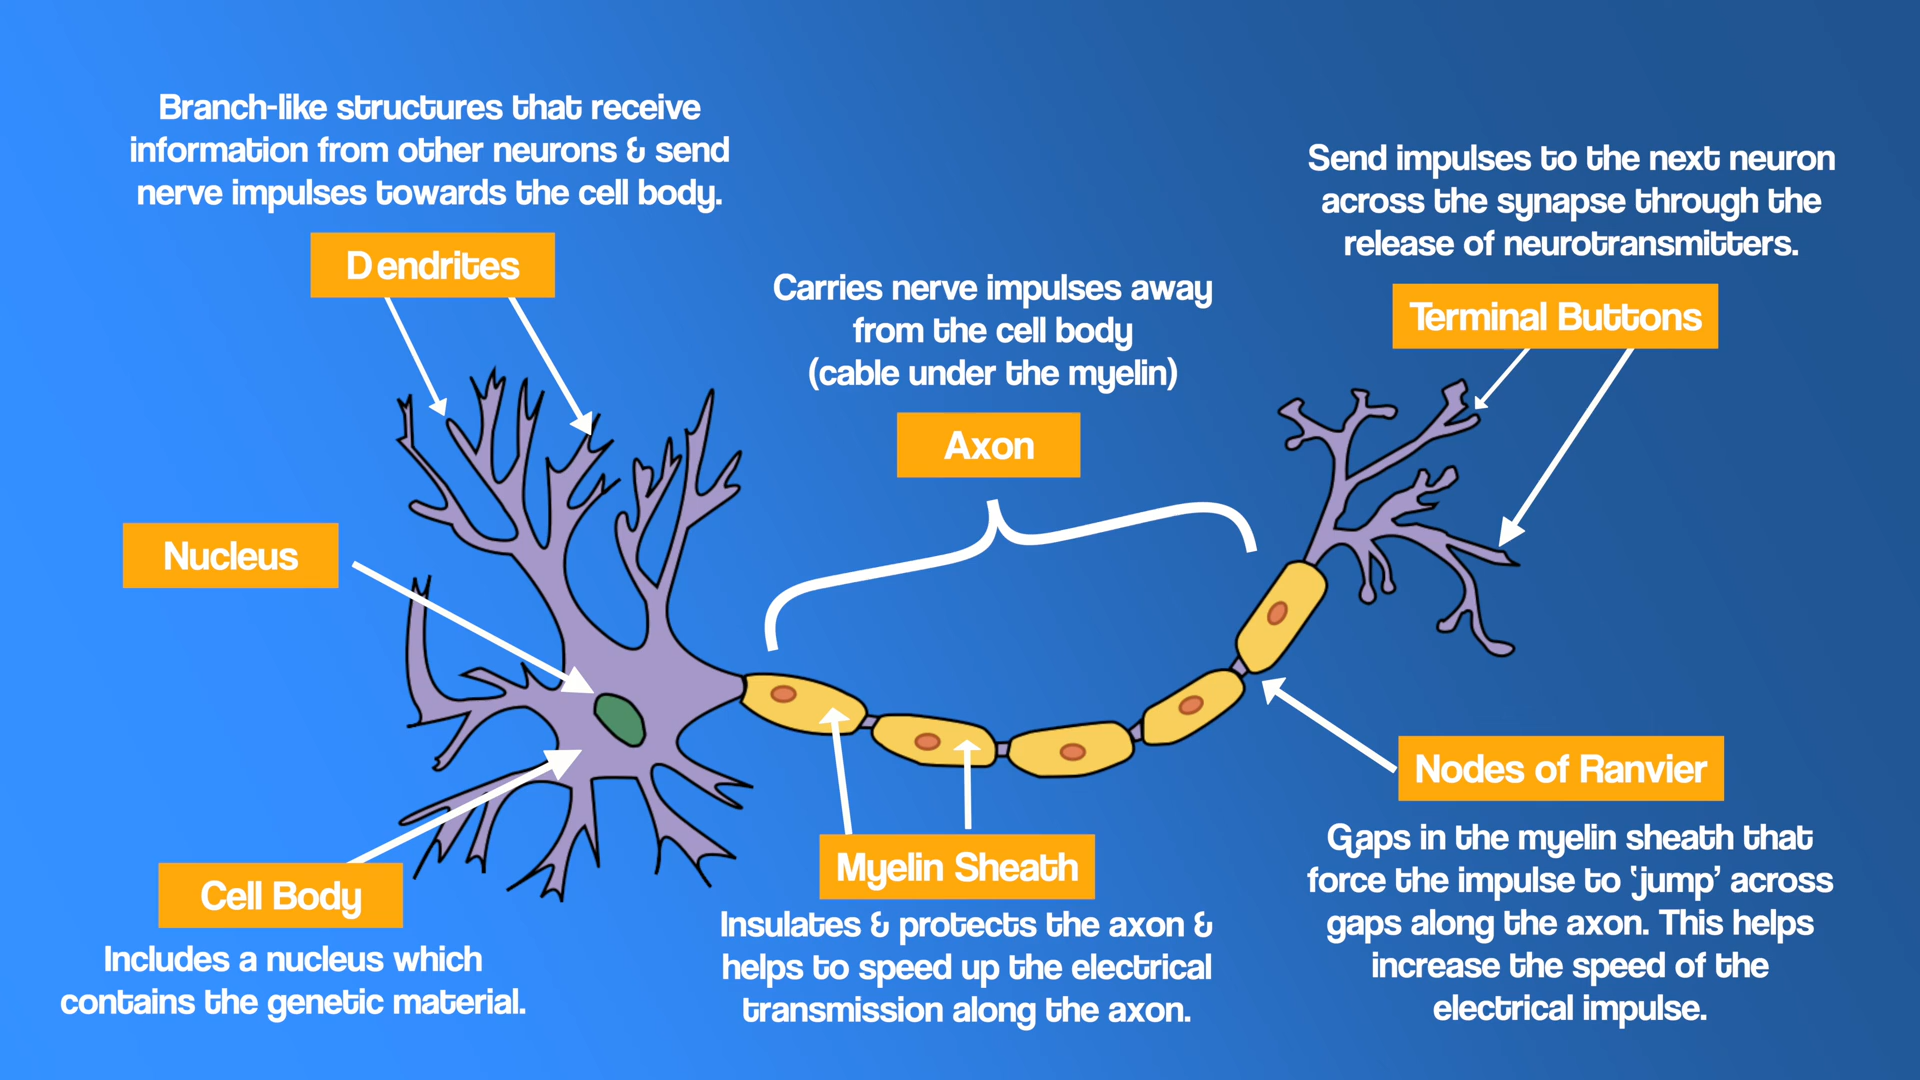 Branch-like structures that receive
information from other neurons & send
nerve impulses towards the cell body.
Dendrites
Send impulses to the next neuron
across the synapse through the
release of neurotransmitters.
Terminal Buttons
Carries nerve impulses away
from the cell body
(cable under the myelin)
Axon
Nucleus
Cell Body
Includes a nucleus which
contains the genetic material.
Myelin Sheath
Insulates & protects the axon &
helps to speed up the electrical
transmission along the axon.
Nodes of Ranvier
Gaps in the myelin sheath that
force the impulse to ‘jump’ across
gaps along the axon. This helps
increase the speed of the
electrical impulse.